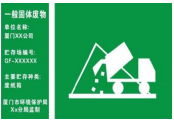 一般固体废物
单位名称:
厦门XX公司
贮存场编号:
GF-XXXXXX
主要贮存种类:
废纸箱
厦门市环境保护局
Xx分局监制